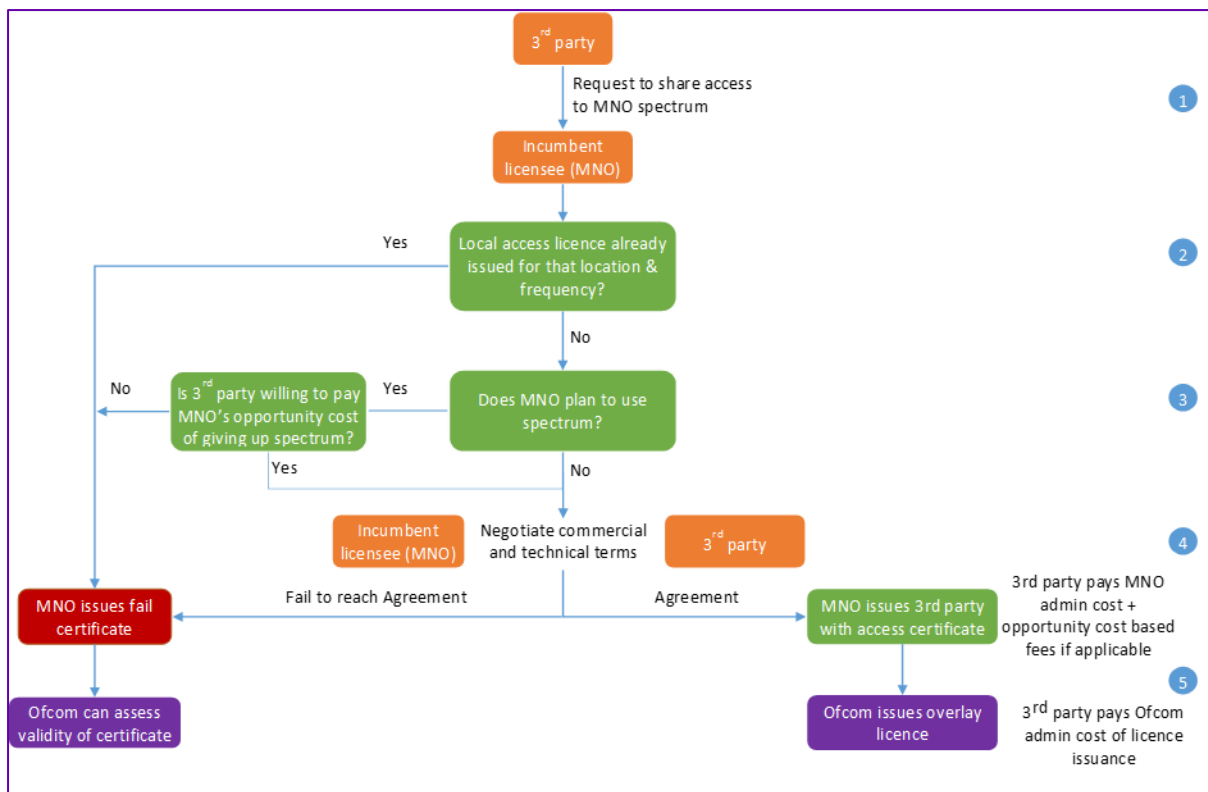 3rd party
Request to share access
to MNO spectrum
1
Incumbent
licensee (MNO)
Yes
Local access licence already
issued for that location &
frequency?
2
No
No
Is 3rd party willing to pay
MNO's opportunity cost
of giving up spectrum?
Yes
Does MNO plan to use
spectrum?
3
Yes
No
Incumbent
licensee (MNO)
Negotiate commercial
and technical terms
3rd party
4
Fail to reach Agreement
Agreement
MNO issues fail
certificate
MNO issues 3rd party
with access certificate
3rd party pays MNO
admin cost +
opportunity cost based
fees if applicable
5
Ofcom can assess
validity of certificate
Ofcom issues overlay
licence
3rd party pays Ofcom
admin cost of licence
issuance